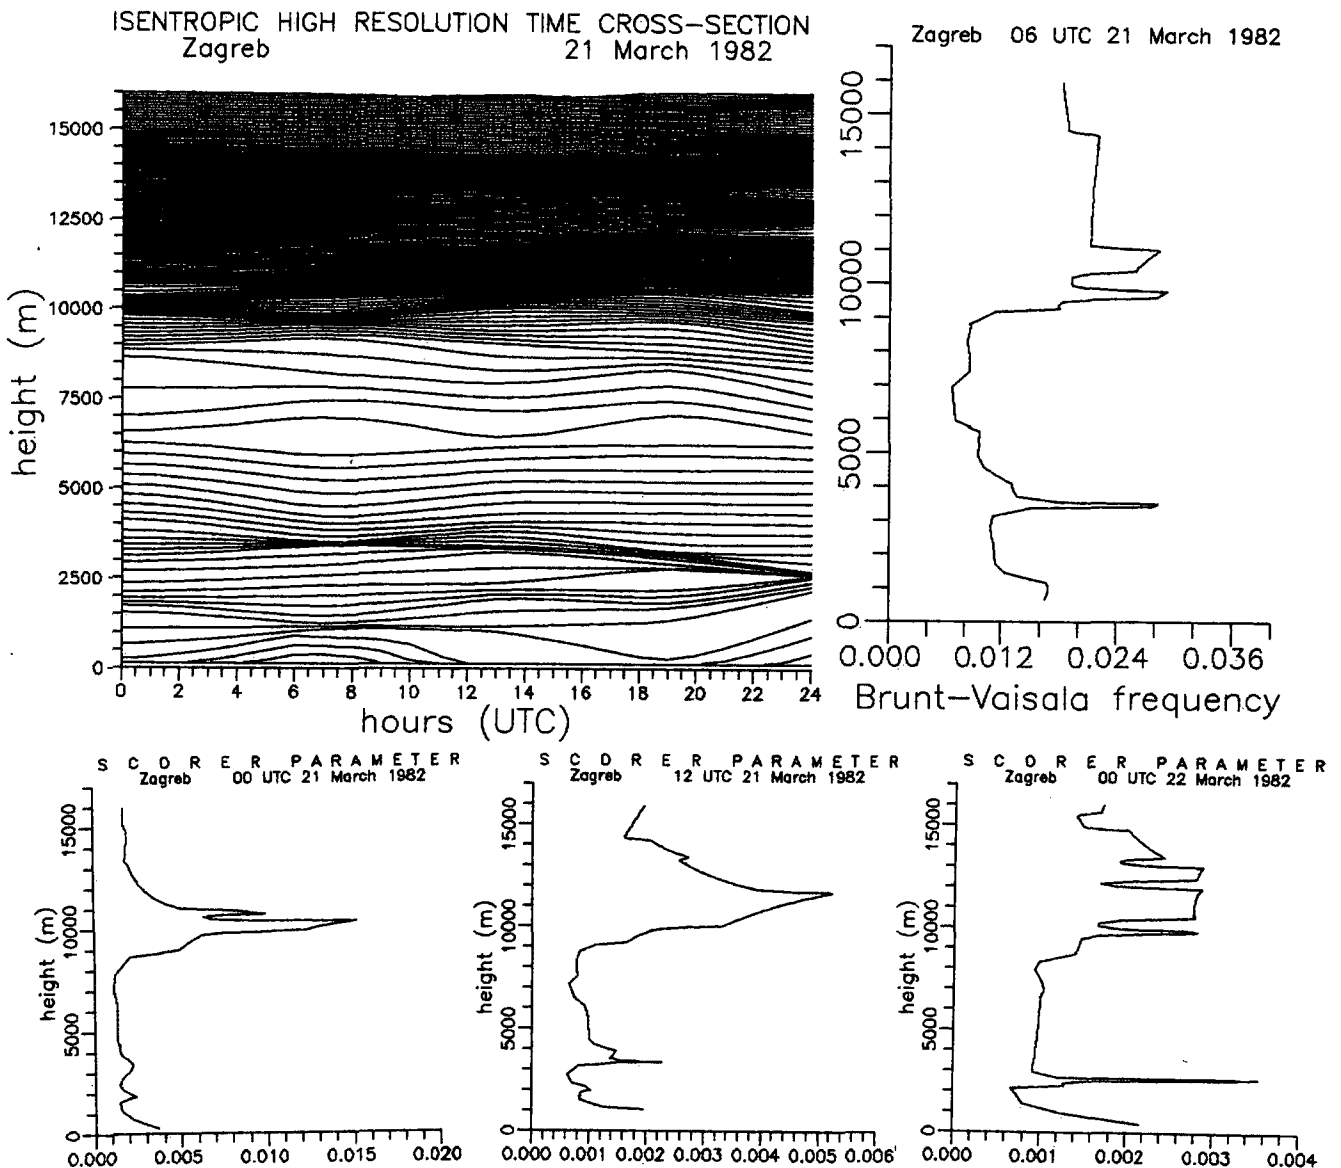 ISENTROPIC HIGH RESOLUTION TIME CROSS-SECTION
Zagreb 21 March 1982
15000
12500
10000
7500
5000
2500
0
height (m)
0 2 4 6 8 10 12 14 16 18 20 22 24
hours (UTC)
Zagreb 06 UTC 21 March 1982
15000
10000
5000
0
0.000 0.012 0.024 0.036
Brunt-Vaisala frequency
SCORER PARAMETER
Zagreb 00 UTC 21 March 1982
15000
10000
5000
0
height (m)
0.000 0.005 0.010 0.015 0.020
SCORER PARAMETER
Zagreb 12 UTC 21 March 1982
15000
10000
5000
0
height (m)
0.000 0.001 0.002 0.003 0.004 0.005 0.006
SCORER PARAMETER
Zagreb 00 UTC 22 March 1982
15000
10000
5000
0
height (m)
0.000 0.001 0.002 0.003 0.004